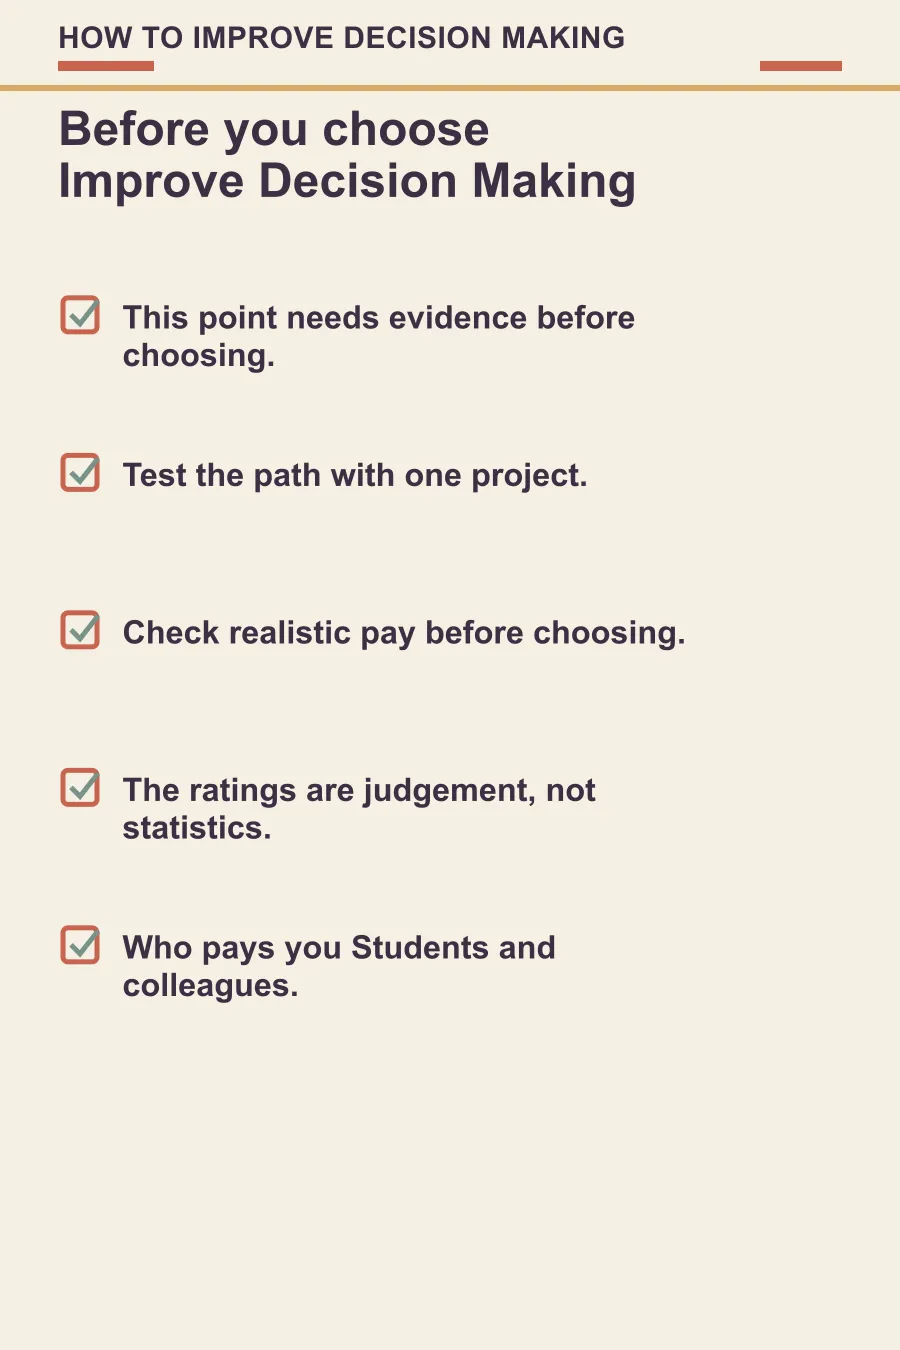 HOW TO IMPROVE DECISION MAKING
Before you choose
Improve Decision Making
This point needs evidence before
choosing.
Test the path with one project.
Check realistic pay before choosing.
The ratings are judgement, not
statistics.
Who pays you Students and
colleagues.